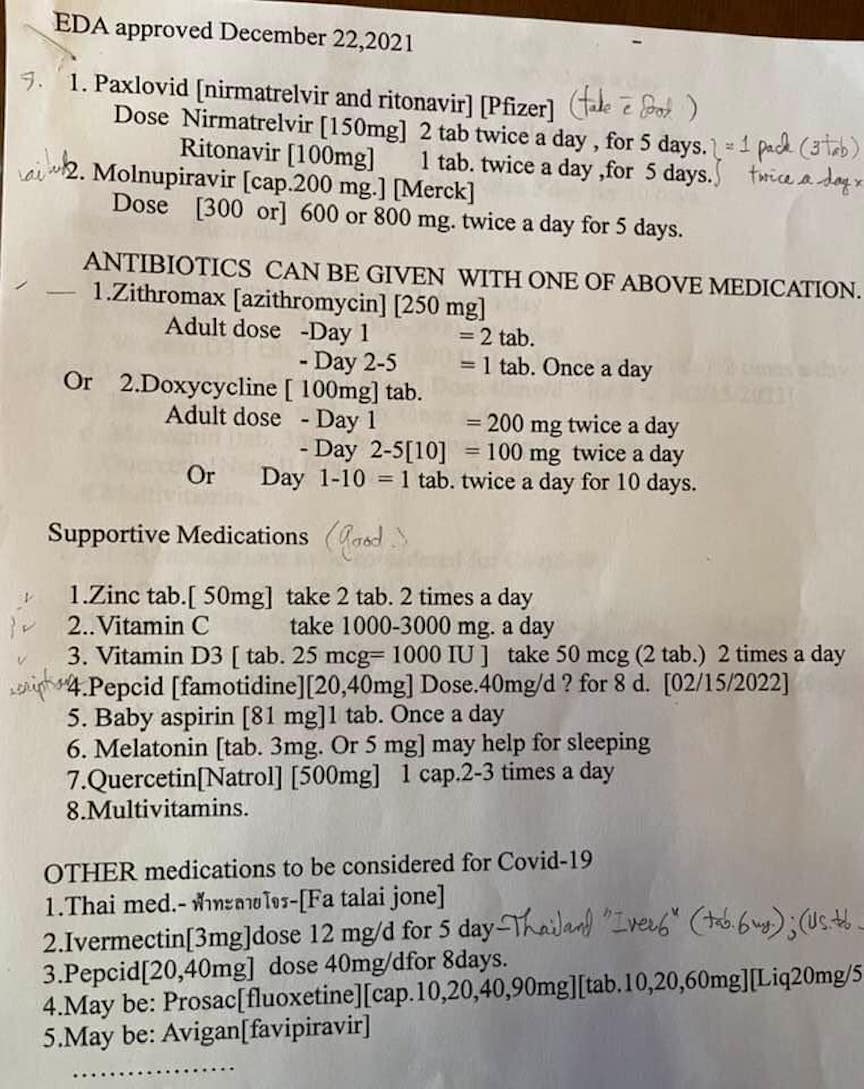 EDA approved December 22,2021
1. Paxlovid [nirmatrelvir and ritonavir] [Pfizer] (take c̄ food)
Dose Nirmatrelvir [150mg] 2 tab twice a day , for 5 days. } = 1 pack (3 tab)
Ritonavir [100mg] 1 tab. twice a day ,for 5 days. twice a day x
2. Molnupiravir [cap.200 mg.] [Merck]
Dose [300 or] 600 or 800 mg. twice a day for 5 days.
ANTIBIOTICS CAN BE GIVEN WITH ONE OF ABOVE MEDICATION.
1.Zithromax [azithromycin] [250 mg]
Adult dose -Day 1 = 2 tab.
- Day 2-5 = 1 tab. Once a day
Or 2.Doxycycline [ 100mg] tab.
Adult dose - Day 1 = 200 mg twice a day
- Day 2-5[10] = 100 mg twice a day
Or Day 1-10 = 1 tab. twice a day for 10 days.
Supportive Medications (good)
1.Zinc tab.[ 50mg] take 2 tab. 2 times a day
2..Vitamin C take 1000-3000 mg. a day
3. Vitamin D3 [ tab. 25 mcg= 1000 IU ] take 50 mcg (2 tab.) 2 times a day
4.Pepcid [famotidine][20,40mg] Dose.40mg/d ? for 8 d. [02/15/2022]
5. Baby aspirin [81 mg]1 tab. Once a day
6. Melatonin [tab. 3mg. Or 5 mg] may help for sleeping
7.Quercetin[Natrol] [500mg] 1 cap.2-3 times a day
8.Multivitamins.
OTHER medications to be considered for Covid-19
1.Thai med.- ฟ้าทะลายโจร-[Fa talai jone]
2.Ivermectin[3mg]dose 12 mg/d for 5 day-Thailand "Iver6" (tab.6mg);(US.tb
3.Pepcid[20,40mg] dose 40mg/dfor 8days.
4.May be: Prosac[fluoxetine][cap.10,20,40,90mg][tab.10,20,60mg][Liq20mg/5
5.May be: Avigan[favipiravir]
..................